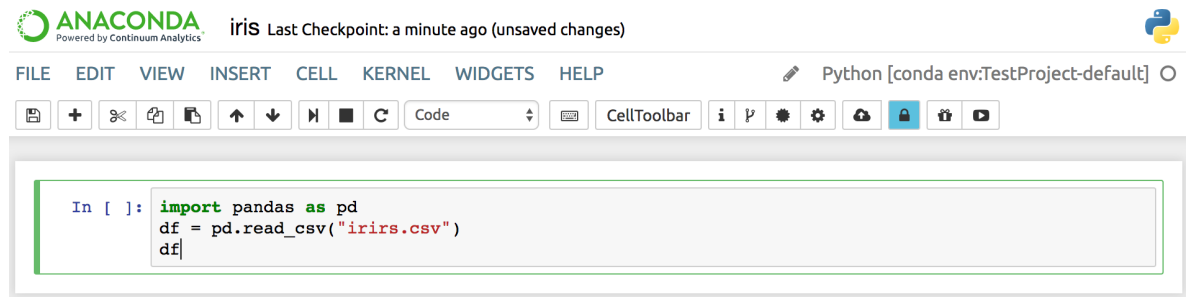 ANACONDA
Powered by Continuum Analytics
iris Last Checkpoint: a minute ago (unsaved changes)
FILE EDIT VIEW INSERT CELL KERNEL WIDGETS HELP Python [conda env:TestProject-default]
Code CellToolbar
In [ ]: import pandas as pd
df = pd.read_csv("irirs.csv")
df